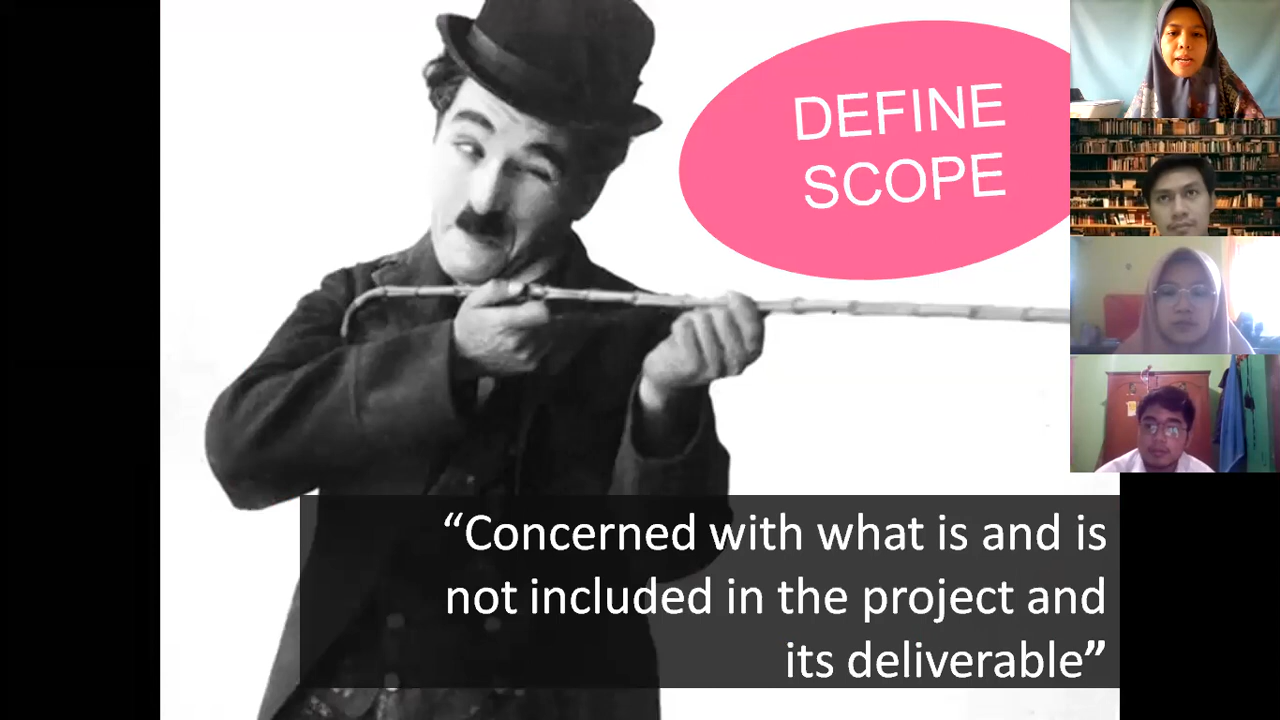 DEFINE
SCOPE
“Concerned with what is and is
not included in the project and
its deliverable”